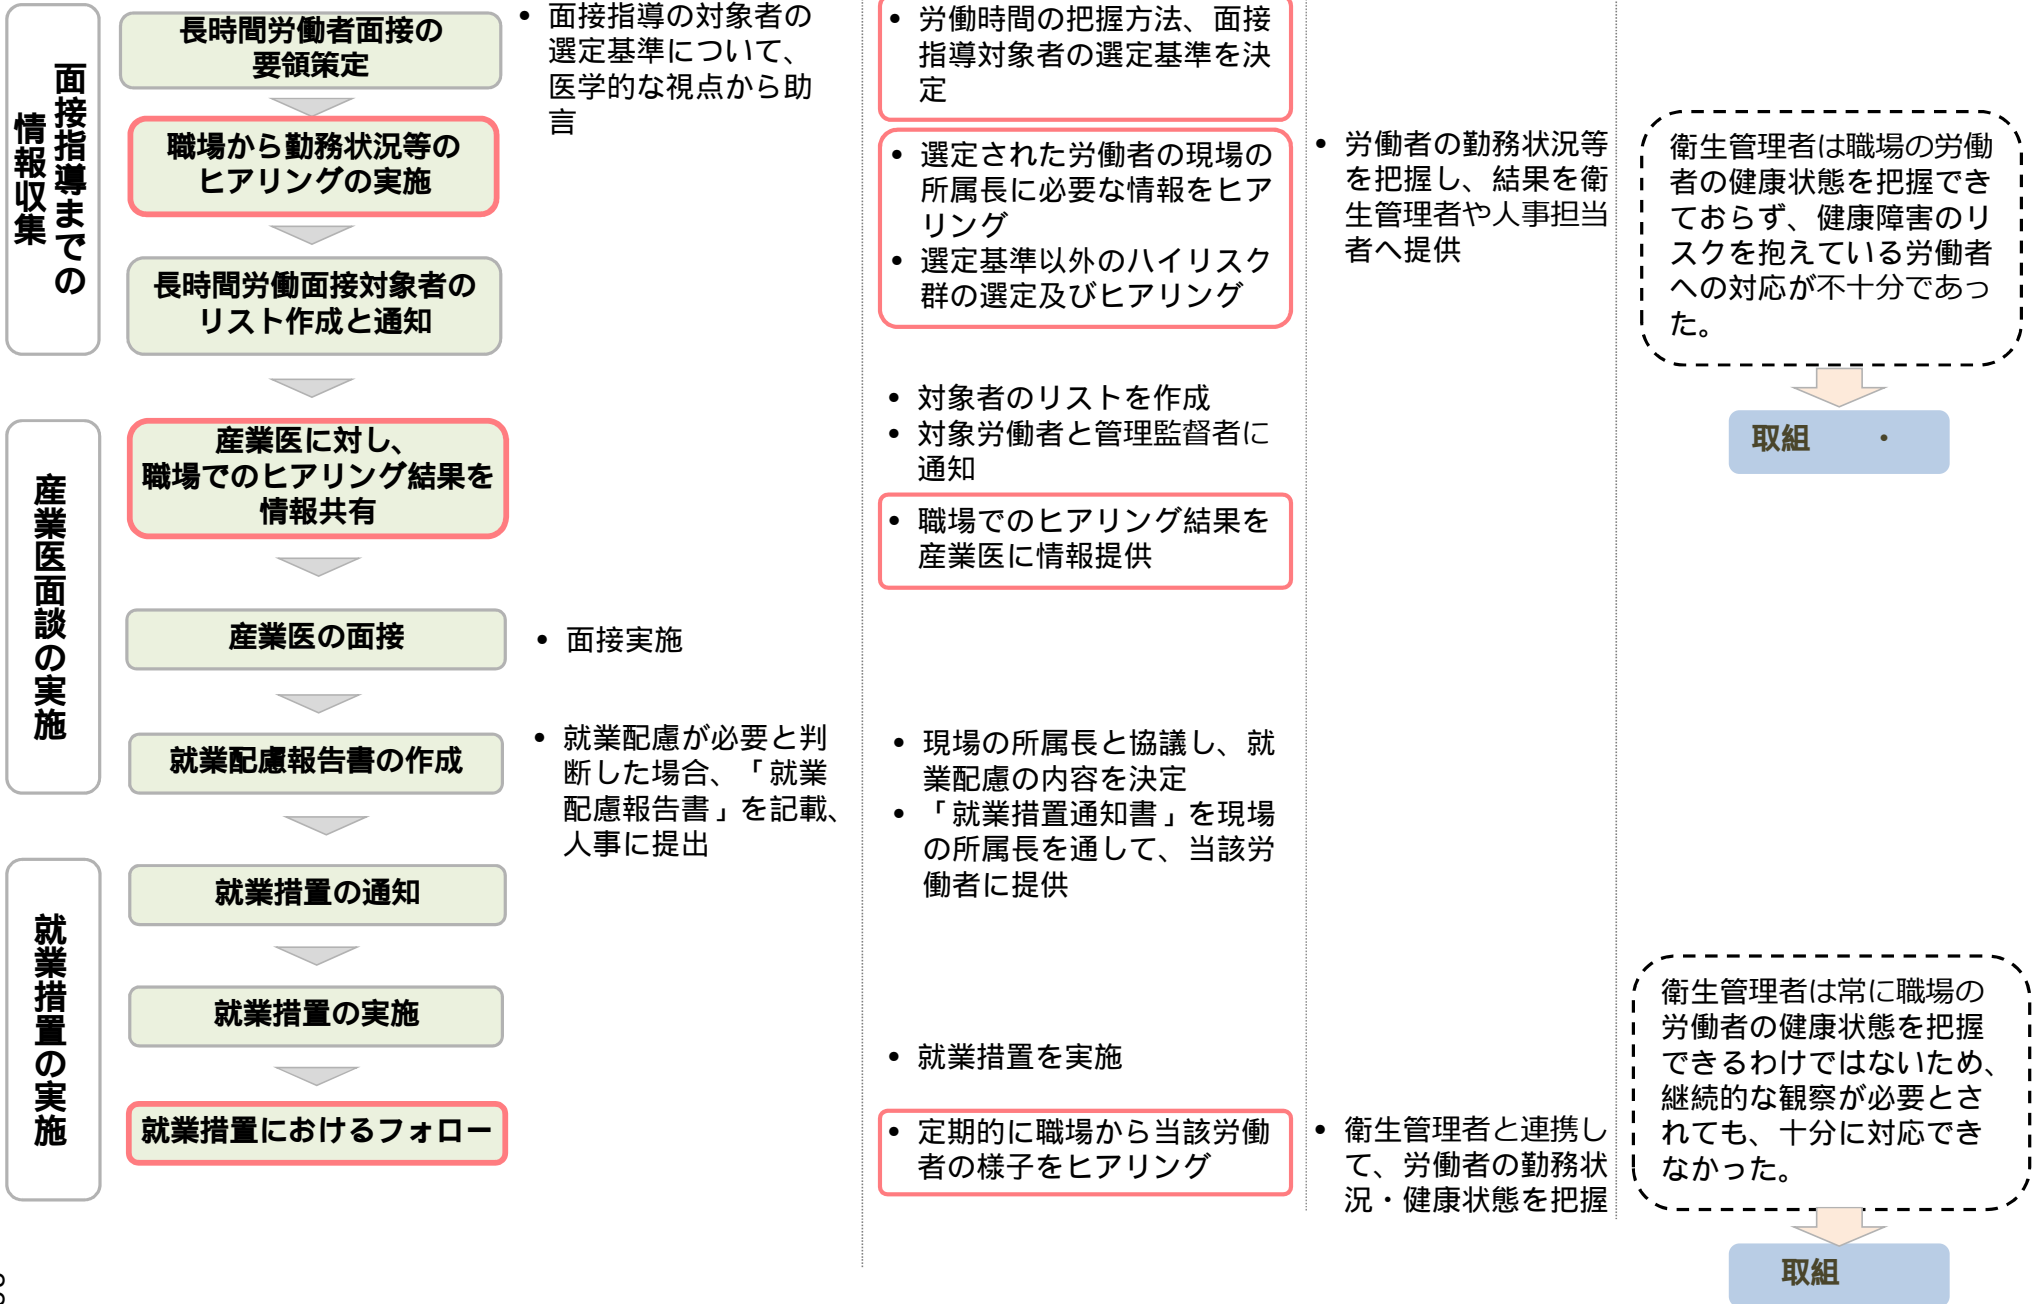 面接指導までの
情報収集
長時間労働者面接の
要領策定
職場から勤務状況等の
ヒアリングの実施
長時間労働面接対象者の
リスト作成と通知
産業医面談の実施
産業医に対し、
職場でのヒアリング結果を
情報共有
産業医の面接
就業配慮報告書の作成
就業措置の実施
就業措置の通知
就業措置の実施
就業措置におけるフォロー
• 面接指導の対象者の
選定基準について、
医学的な視点から助
言
• 面接実施
• 就業配慮が必要と判
断した場合、「就業
配慮報告書」を記載、
人事に提出
• 労働時間の把握方法、面接
指導対象者の選定基準を決
定
• 選定された労働者の現場の
所属長に必要な情報をヒア
リング
• 選定基準以外のハイリスク
群の選定及びヒアリング
• 対象者のリストを作成
• 対象労働者と管理監督者に
通知
• 職場でのヒアリング結果を
産業医に情報提供
• 現場の所属長と協議し、就
業配慮の内容を決定
• 「就業措置通知書」を現場
の所属長を通して、当該労
働者に提供
• 就業措置を実施
• 定期的に職場から当該労働
者の様子をヒアリング
• 労働者の勤務状況等
を把握し、結果を衛
生管理者や人事担当
者へ提供
• 衛生管理者と連携し
て、労働者の勤務状
況・健康状態を把握
衛生管理者は職場の労働
者の健康状態を把握でき
ておらず、健康障害のリ
スクを抱えている労働者
への対応が不十分であっ
た。
取組 ・
衛生管理者は常に職場の
労働者の健康状態を把握
できるわけではないため、
継続的な観察が必要とさ
れても、十分に対応でき
なかった。
取組